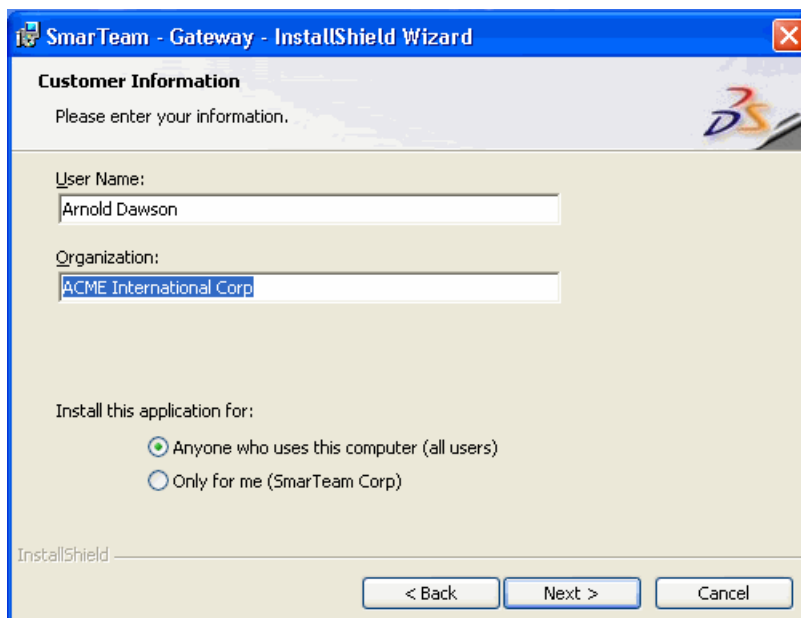 SmarTeam - Gateway - InstallShield Wizard
Customer Information
Please enter your information.
User Name:
Arnold Dawson
Organization:
ACME International Corp
Install this application for:
Anyone who uses this computer (all users)
Only for me (SmarTeam Corp)
InstallShield
< Back Next > Cancel